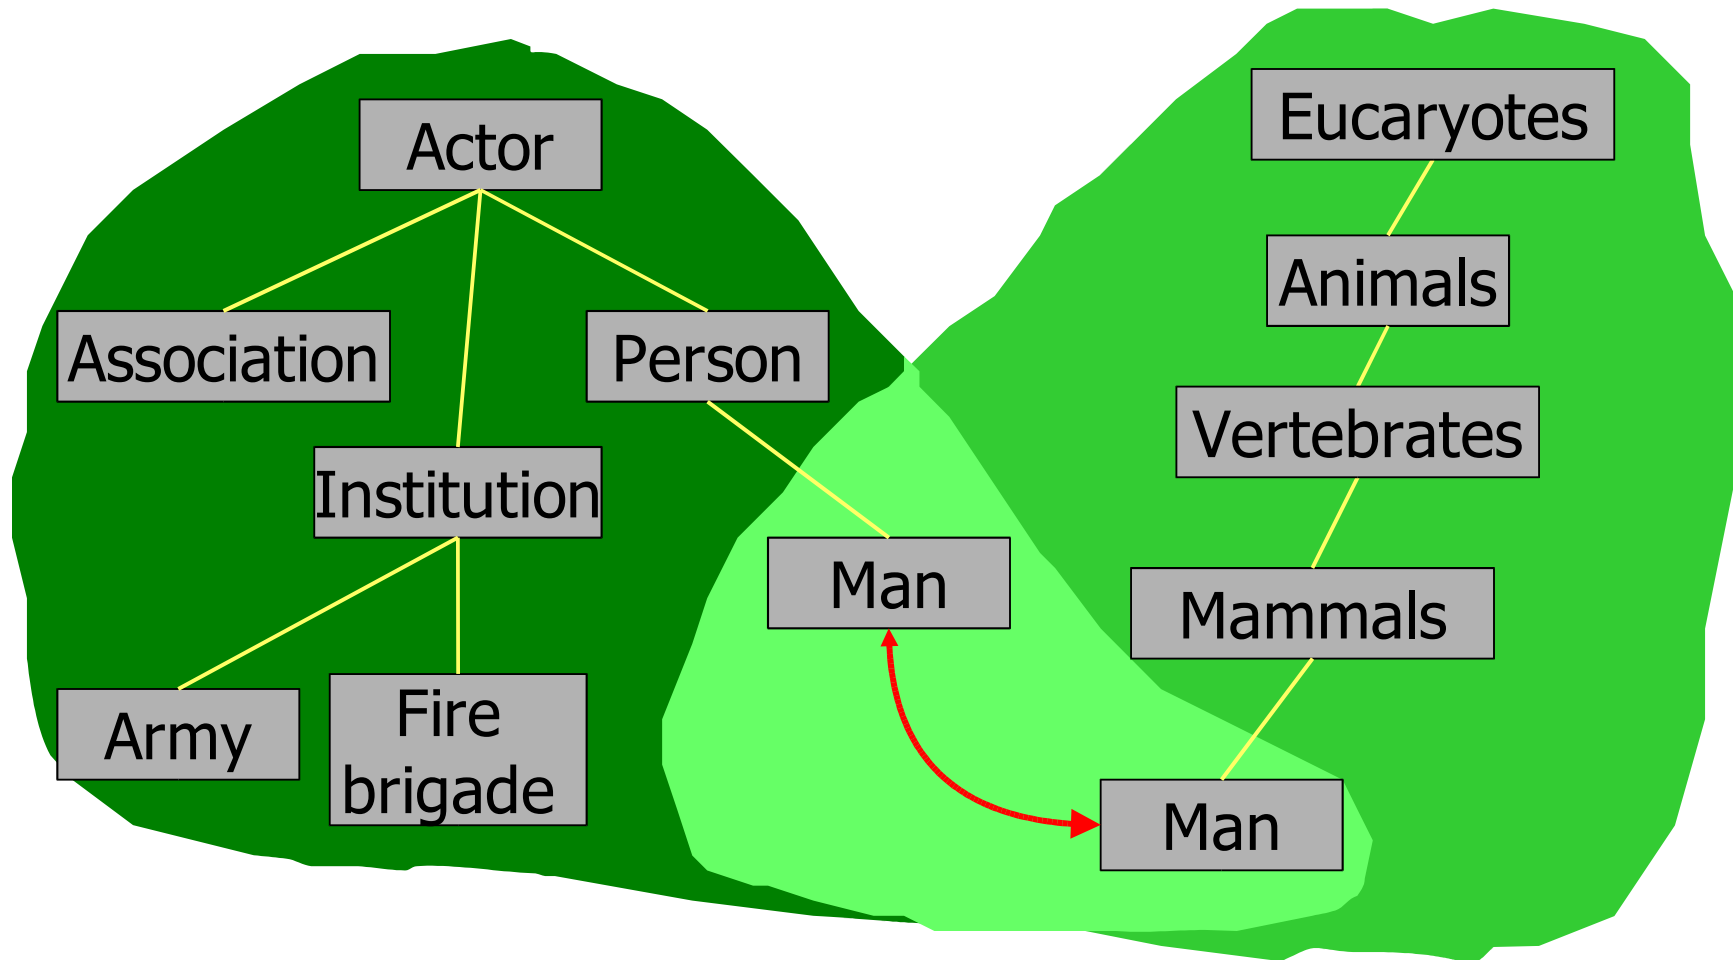 Actor
Association
Person
Institution
Man
Army
Fire
brigade
Eucaryotes
Animals
Vertebrates
Mammals
Man